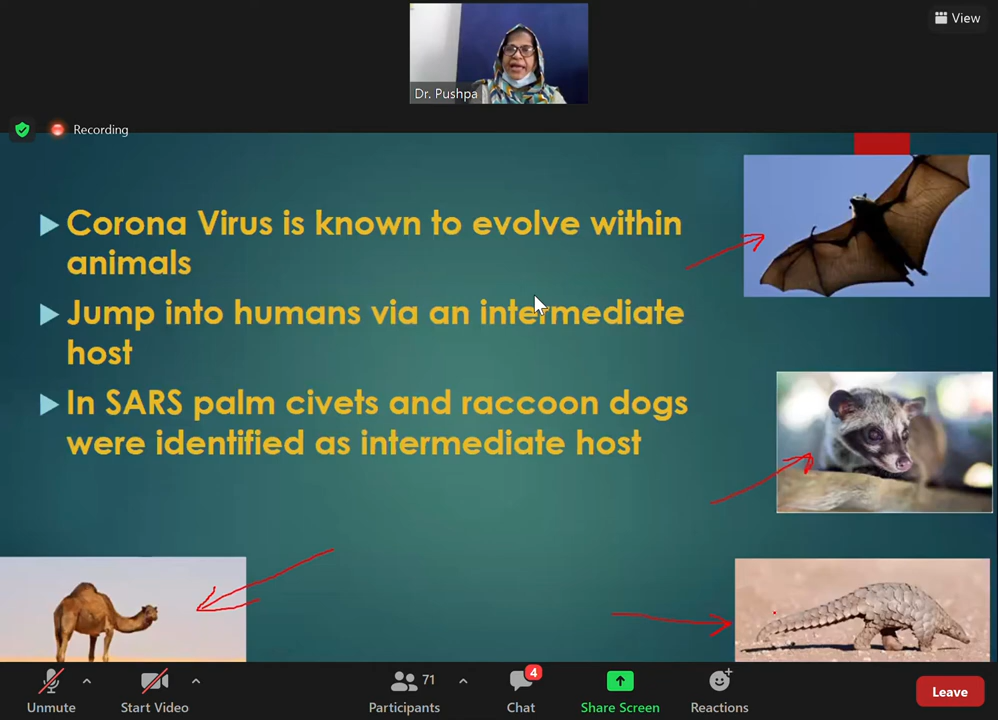 View
Dr. Pushpa
Recording
Corona Virus is known to evolve within
animals
Jump into humans via an intermediate
host
In SARS palm civets and raccoon dogs
were identified as intermediate host
Unmute
Start Video
71
Participants
4
Chat
Share Screen
Reactions
Leave